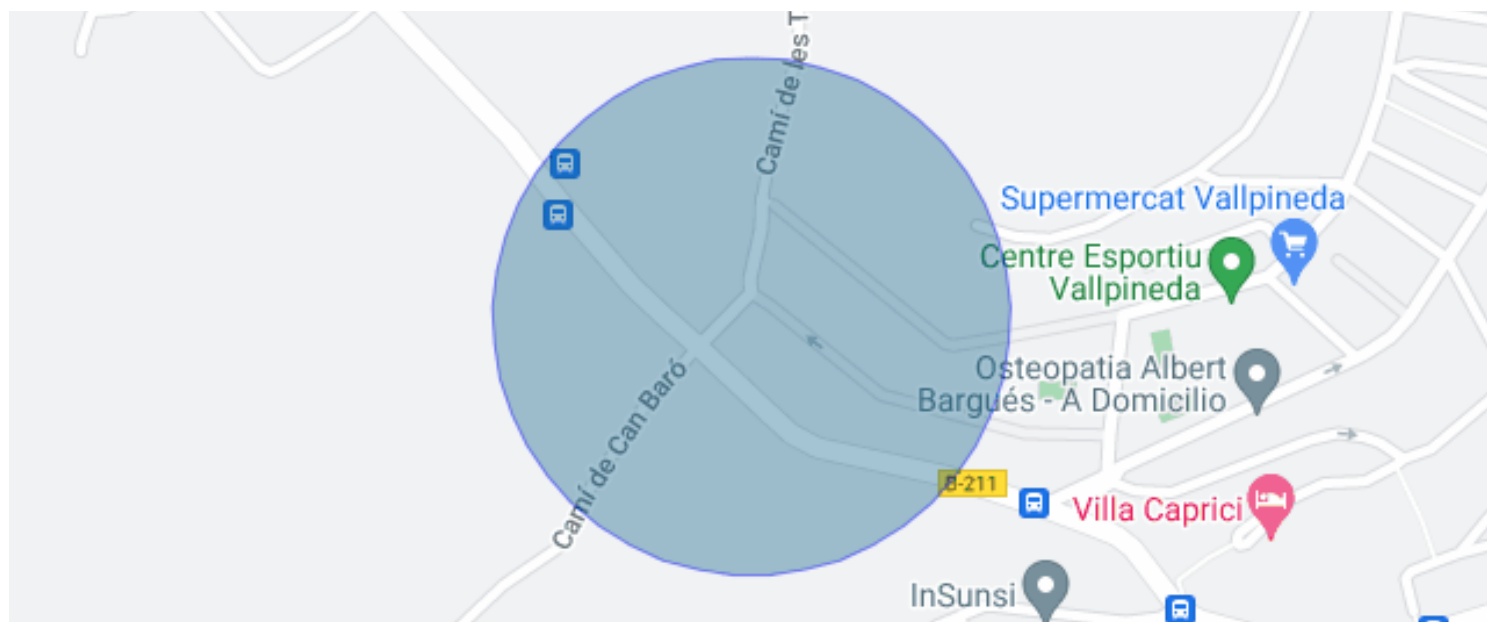 Camí de les T
Supermercat Vallpineda
Centre Esportiu
Vallpineda
Osteopatia Albert
Bargués - A Domicilio
Camí de Can Baró
B-211
Villa Caprici
InSunsi